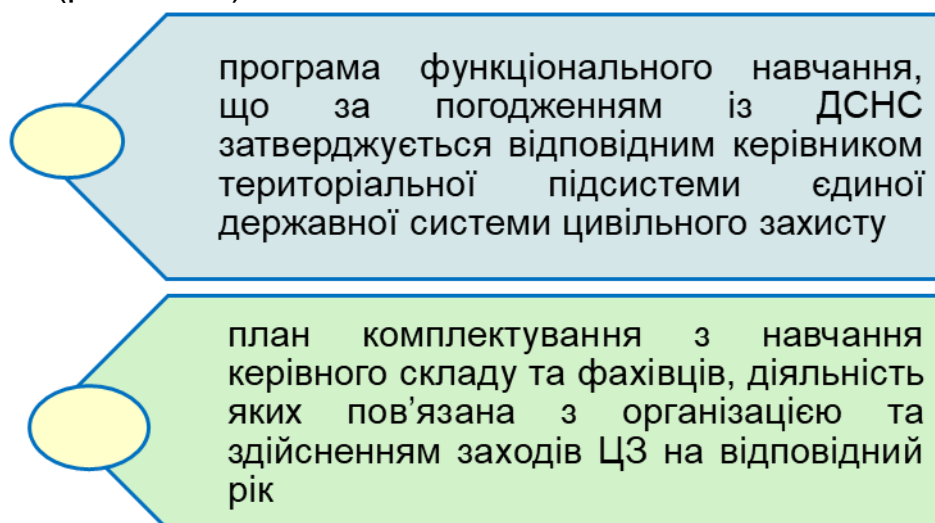 програма функціонального навчання,
що за погодженням із ДСНС
затверджується відповідним керівником
територіальної підсистеми єдиної
державної системи цивільного захисту
план комплектування з навчання
керівного складу та фахівців, діяльність
яких пов’язана з організацією та
здійсненням заходів ЦЗ на відповідний
рік